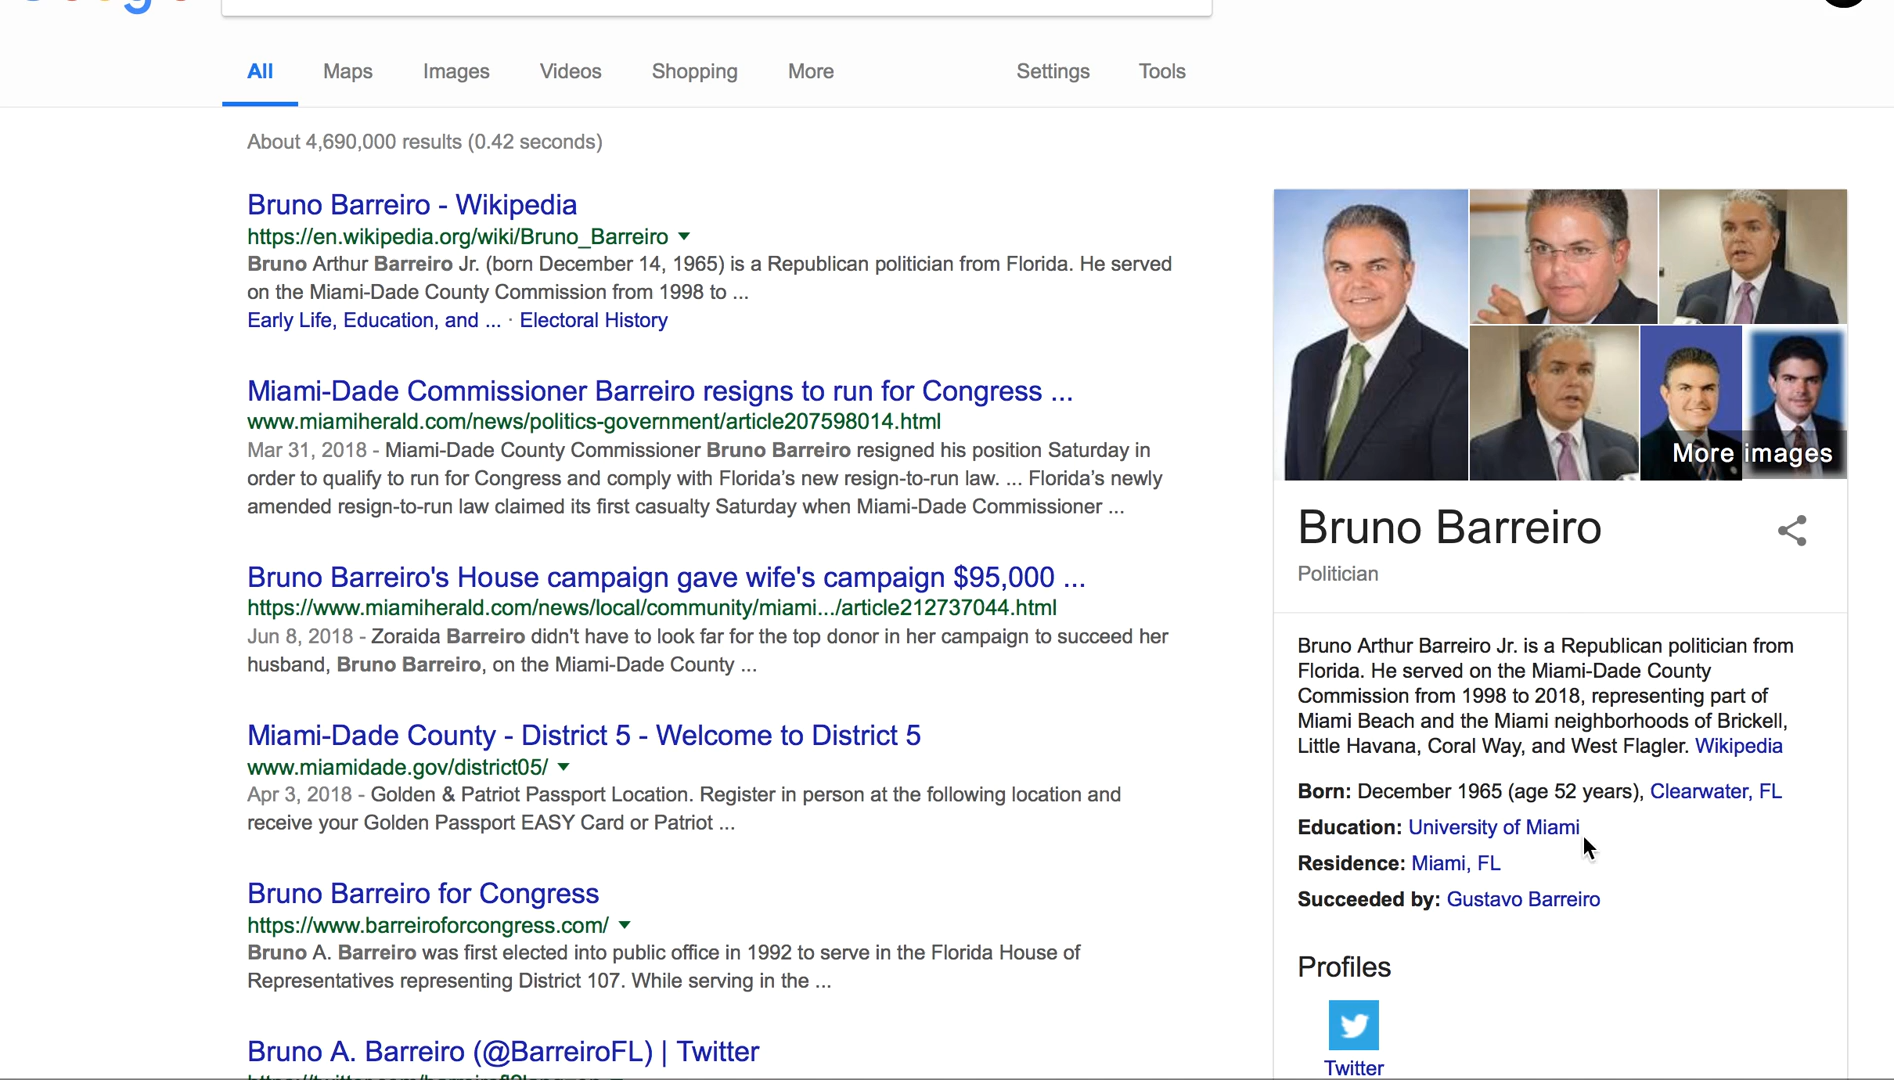 All Maps Images Videos Shopping More Settings Tools
About 4,690,000 results (0.42 seconds)
Bruno Barreiro - Wikipedia
https://en.wikipedia.org/wiki/Bruno_Barreiro
Bruno Arthur Barreiro Jr. (born December 14, 1965) is a Republican politician from Florida. He served
on the Miami-Dade County Commission from 1998 to ...
Early Life, Education, and ... · Electoral History
Miami-Dade Commissioner Barreiro resigns to run for Congress ...
www.miamiherald.com/news/politics-government/article207598014.html
Mar 31, 2018 - Miami-Dade County Commissioner Bruno Barreiro resigned his position Saturday in
order to qualify to run for Congress and comply with Florida's new resign-to-run law. ... Florida's newly
amended resign-to-run law claimed its first casualty Saturday when Miami-Dade Commissioner ...
Bruno Barreiro's House campaign gave wife's campaign $95,000 ...
https://www.miamiherald.com/news/local/community/miami.../article212737044.html
Jun 8, 2018 - Zoraida Barreiro didn't have to look far for the top donor in her campaign to succeed her
husband, Bruno Barreiro, on the Miami-Dade County ...
Miami-Dade County - District 5 - Welcome to District 5
www.miamidade.gov/district05/
Apr 3, 2018 - Golden & Patriot Passport Location. Register in person at the following location and
receive your Golden Passport EASY Card or Patriot ...
Bruno Barreiro for Congress
https://www.barreiroforcongress.com/
Bruno A. Barreiro was first elected into public office in 1992 to serve in the Florida House of
Representatives representing District 107. While serving in the ...
Bruno A. Barreiro (@BarreiroFL) | Twitter
More images
Bruno Barreiro
Politician
Bruno Arthur Barreiro Jr. is a Republican politician from
Florida. He served on the Miami-Dade County
Commission from 1998 to 2018, representing part of
Miami Beach and the Miami neighborhoods of Brickell,
Little Havana, Coral Way, and West Flagler. Wikipedia
Born: December 1965 (age 52 years), Clearwater, FL
Education: University of Miami
Residence: Miami, FL
Succeeded by: Gustavo Barreiro
Profiles
Twitter